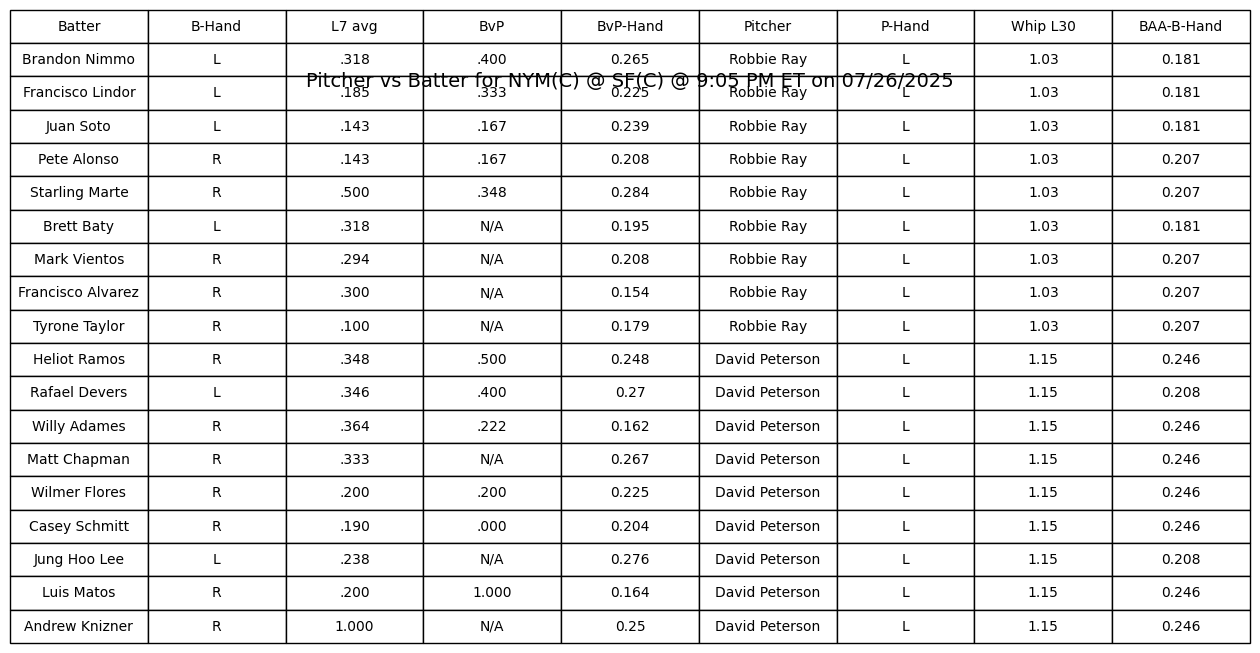 Batter B-Hand L7 avg BvP BvP-Hand Pitcher P-Hand Whip L30 BAA-B-Hand
Brandon Nimmo L .318 .400 0.265 Robbie Ray L 1.03 0.181
Pitcher vs Batter for NYM(C) @ SF(C) @ 9:05 PM ET on 07/26/2025
Francisco Lindor L .185 .333 0.225 Robbie Ray L 1.03 0.181
Juan Soto L .143 .167 0.239 Robbie Ray L 1.03 0.181
Pete Alonso R .143 .167 0.208 Robbie Ray L 1.03 0.207
Starling Marte R .500 .348 0.284 Robbie Ray L 1.03 0.207
Brett Baty L .318 N/A 0.195 Robbie Ray L 1.03 0.181
Mark Vientos R .294 N/A 0.208 Robbie Ray L 1.03 0.207
Francisco Alvarez R .300 N/A 0.154 Robbie Ray L 1.03 0.207
Tyrone Taylor R .100 N/A 0.179 Robbie Ray L 1.03 0.207
Heliot Ramos R .348 .500 0.248 David Peterson L 1.15 0.246
Rafael Devers L .346 .400 0.27 David Peterson L 1.15 0.208
Willy Adames R .364 .222 0.162 David Peterson L 1.15 0.246
Matt Chapman R .333 N/A 0.267 David Peterson L 1.15 0.246
Wilmer Flores R .200 .200 0.225 David Peterson L 1.15 0.246
Casey Schmitt R .190 .000 0.204 David Peterson L 1.15 0.246
Jung Hoo Lee L .238 N/A 0.276 David Peterson L 1.15 0.208
Luis Matos R .200 1.000 0.164 David Peterson L 1.15 0.246
Andrew Knizner R 1.000 N/A 0.25 David Peterson L 1.15 0.246